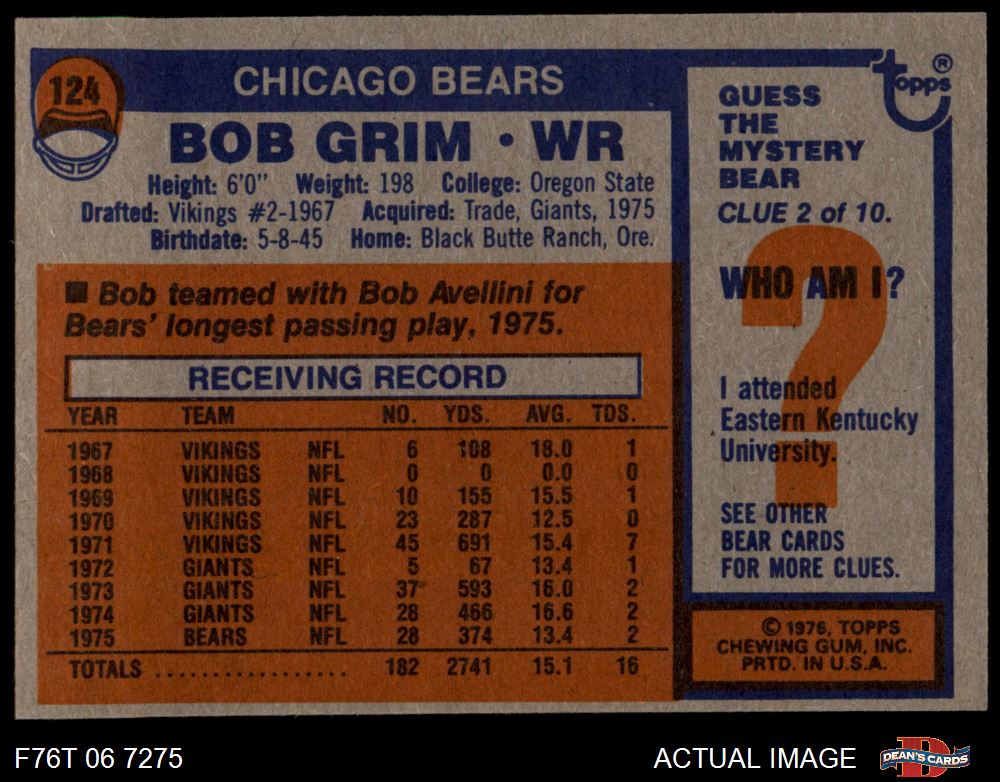 124
CHICAGO BEARS
BOB GRIM • WR
Height: 6'0" Weight: 198 College: Oregon State
Drafted: Vikings #2-1967 Acquired: Trade, Giants, 1975
Birthdate: 5-8-45 Home: Black Butte Ranch, Ore.
■ Bob teamed with Bob Avellini for
Bears' longest passing play, 1975.
RECEIVING RECORD
YEAR TEAM NO. YDS. AVG. TDS.
1967 VIKINGS NFL 6 108 18.0 1
1968 VIKINGS NFL 0 0 0.0 0
1969 VIKINGS NFL 10 155 15.5 1
1970 VIKINGS NFL 23 287 12.5 0
1971 VIKINGS NFL 45 691 15.4 7
1972 GIANTS NFL 5 67 13.4 1
1973 GIANTS NFL 37 593 16.0 2
1974 GIANTS NFL 28 466 16.6 2
1975 BEARS NFL 28 374 13.4 2
TOTALS .................. 182 2741 15.1 16
topps ®
GUESS
THE
MYSTERY
BEAR
CLUE 2 of 10.
?
WHO AM I?
I attended
Eastern Kentucky
University.
SEE OTHER
BEAR CARDS
FOR MORE CLUES.
© 1976, TOPPS
CHEWING GUM, INC.
PRTD. IN U.S.A.
F76T 06 7275
ACTUAL IMAGE
D
DEAN'S CARDS